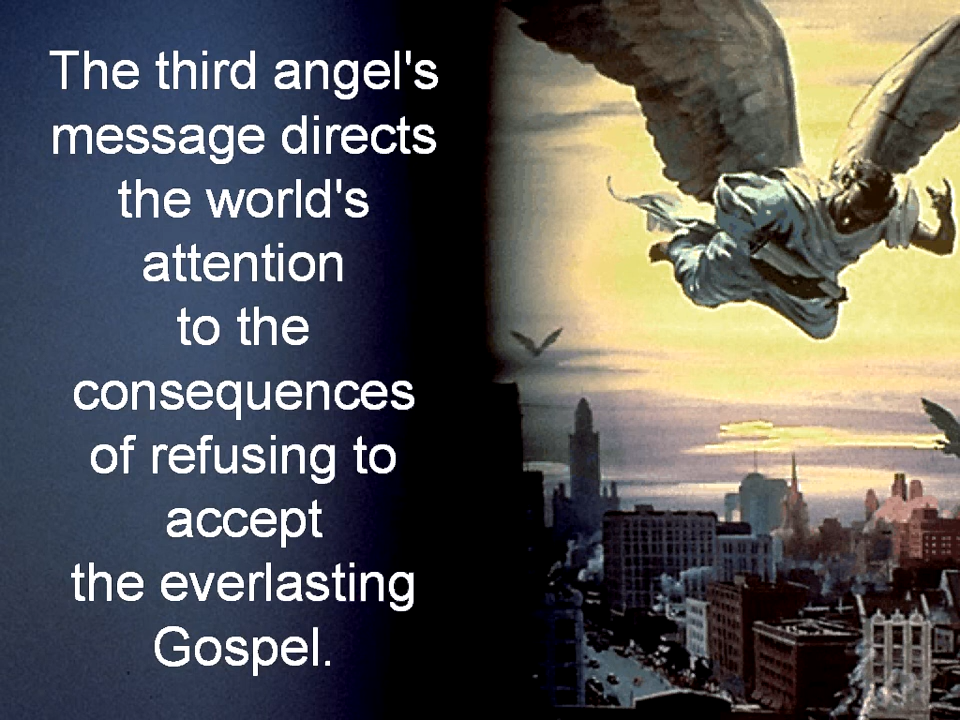 The third angel's
message directs
the world's
attention
to the
consequences
of refusing to
accept
the everlasting
Gospel.